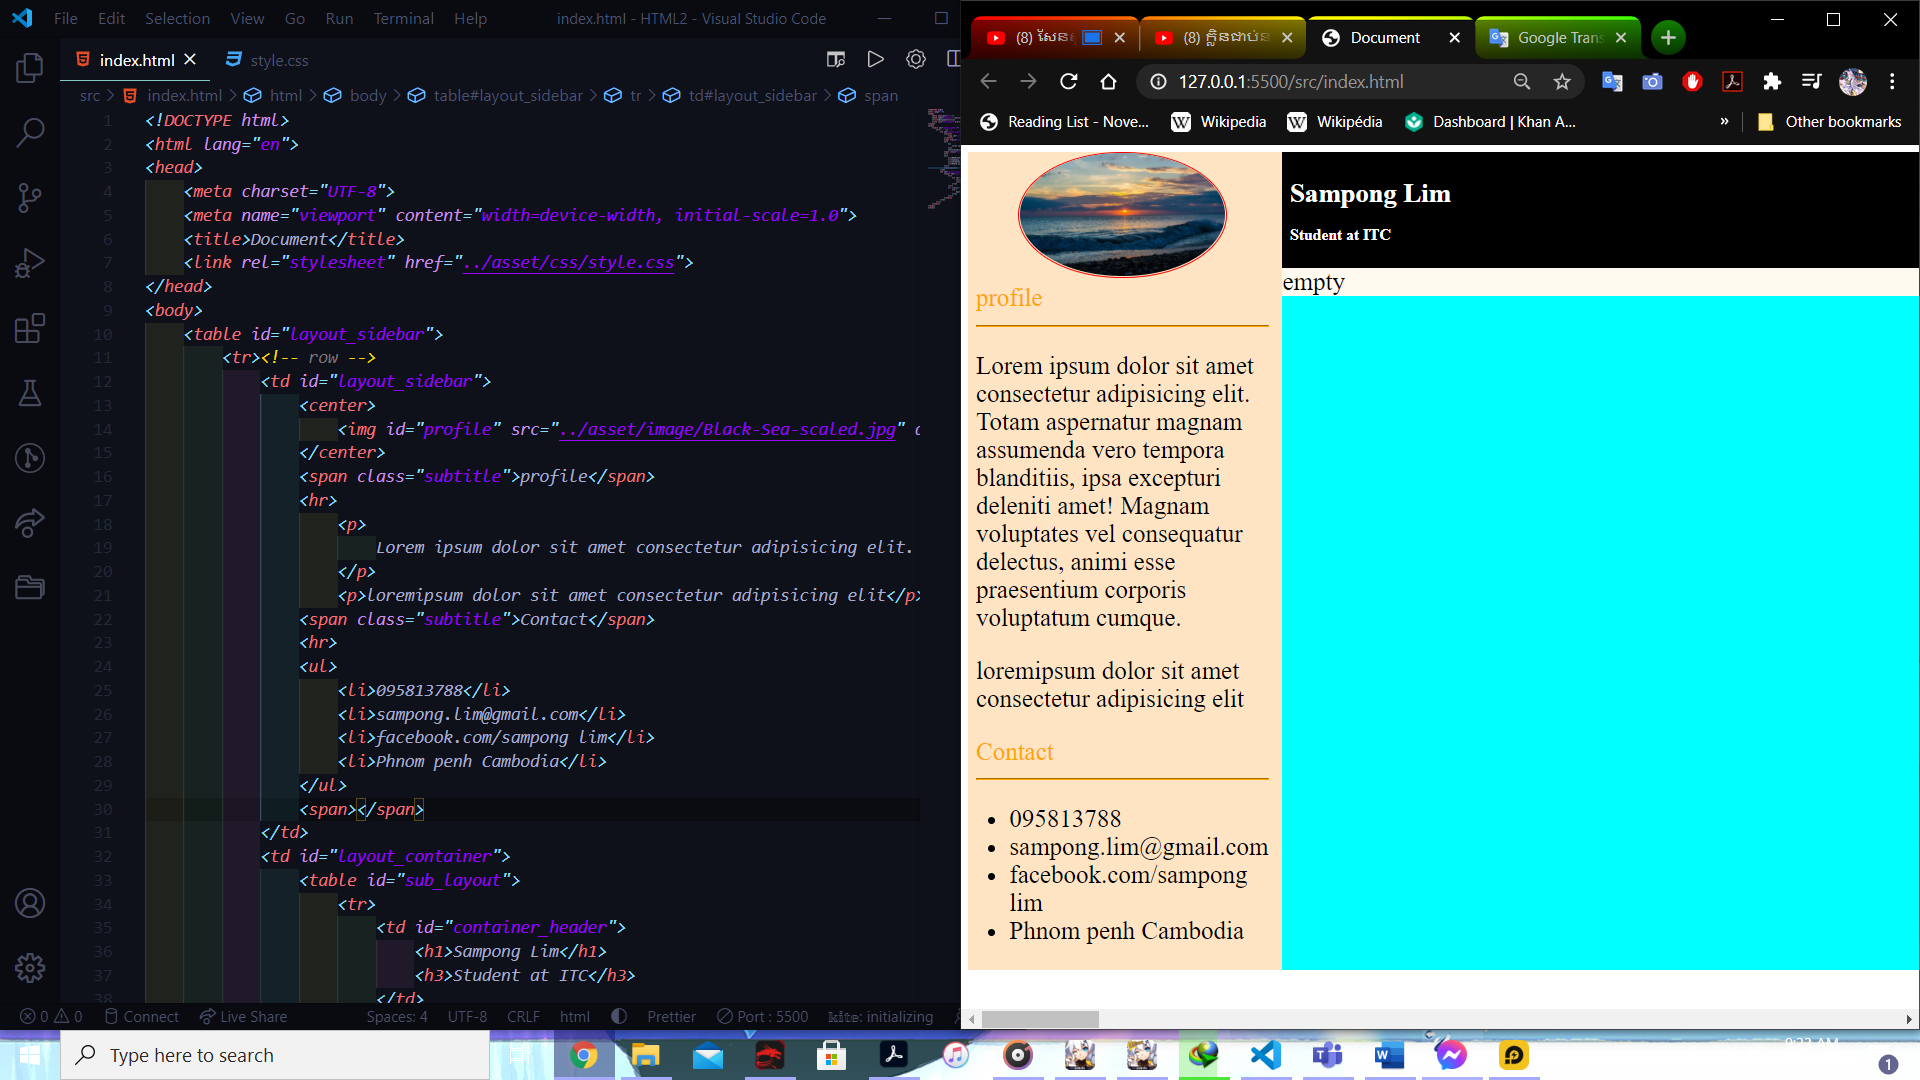 File Edit Selection View Go Run Terminal Help index.html - HTML2 - Visual Studio Code
index.html style.css
src > index.html > html > body > table#layout_sidebar > tr > td#layout_sidebar > span
1 <!DOCTYPE html>
2 <html lang="en">
3 <head>
4 <meta charset="UTF-8">
5 <meta name="viewport" content="width=device-width, initial-scale=1.0">
6 <title>Document</title>
7 <link rel="stylesheet" href="../asset/css/style.css">
8 </head>
9 <body>
10 <table id="layout_sidebar">
11 <tr><!-- row -->
12 <td id="layout_sidebar">
13 <center>
14 <img id="profile" src="../asset/image/Black-Sea-scaled.jpg"
15 </center>
16 <span class="subtitle">profile</span>
17 <hr>
18 <p>
19 Lorem ipsum dolor sit amet consectetur adipisicing elit.
20 </p>
21 <p>loremipsum dolor sit amet consectetur adipisicing elit</p>
22 <span class="subtitle">Contact</span>
23 <hr>
24 <ul>
25 <li>095813788</li>
26 <li>sampong.lim@gmail.com</li>
27 <li>facebook.com/sampong lim</li>
28 <li>Phnom penh Cambodia</li>
29 </ul>
30 <span></span>
31 </td>
32 <td id="layout_container">
33 <table id="sub_layout">
34 <tr>
35 <td id="container_header">
36 <h1>Sampong Lim</h1>
37 <h3>Student at ITC</h3>
38 </td>
0 0 Connect Live Share Spaces: 4 UTF-8 CRLF html Prettier Port : 5500 kite: initializing
(8) (8) Document Google Trans
127.0.0.1:5500/src/index.html
Reading List - Nove... Wikipedia Wikipédia Dashboard | Khan A... » Other bookmarks
Sampong Lim
Student at ITC
empty
profile
Lorem ipsum dolor sit amet
consectetur adipisicing elit.
Totam aspernatur magnam
assumenda vero tempora
blanditiis, ipsa excepturi
deleniti amet! Magnam
voluptates vel consequatur
delectus, animi esse
praesentium corporis
voluptatum cumque.
loremipsum dolor sit amet
consectetur adipisicing elit
Contact
095813788
sampong.lim@gmail.com
facebook.com/sampong
lim
Phnom penh Cambodia
Type here to search
1